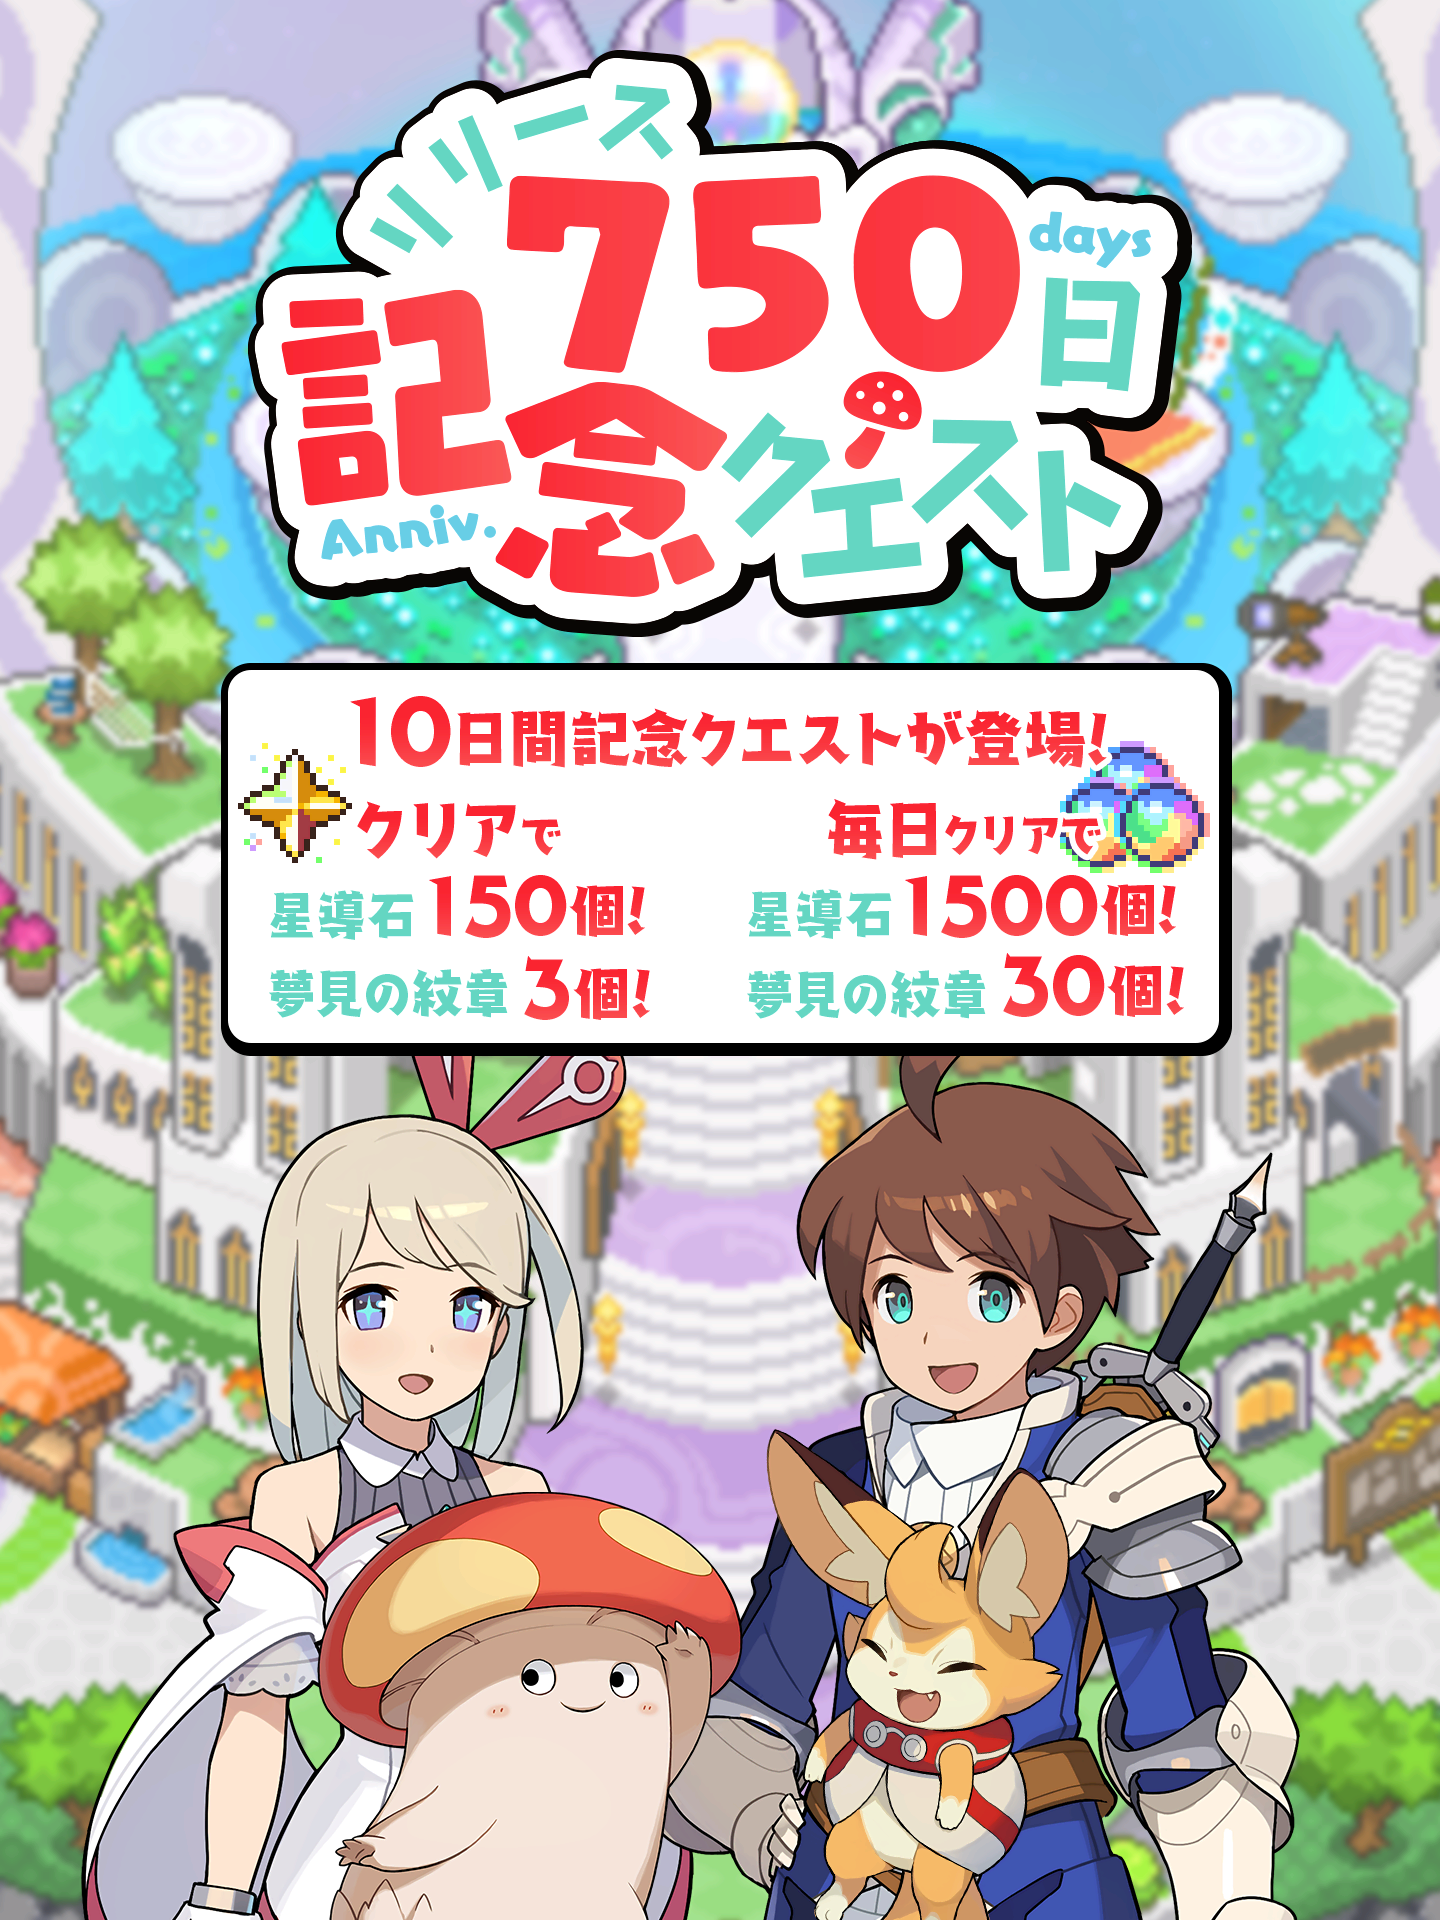 リリース
750日
days
記念クエスト
Anniv.
10日間記念クエストが登場!
クリアで
星導石150個!
夢見の紋章3個!
毎日クリアで
星導石1500個!
夢見の紋章30個!